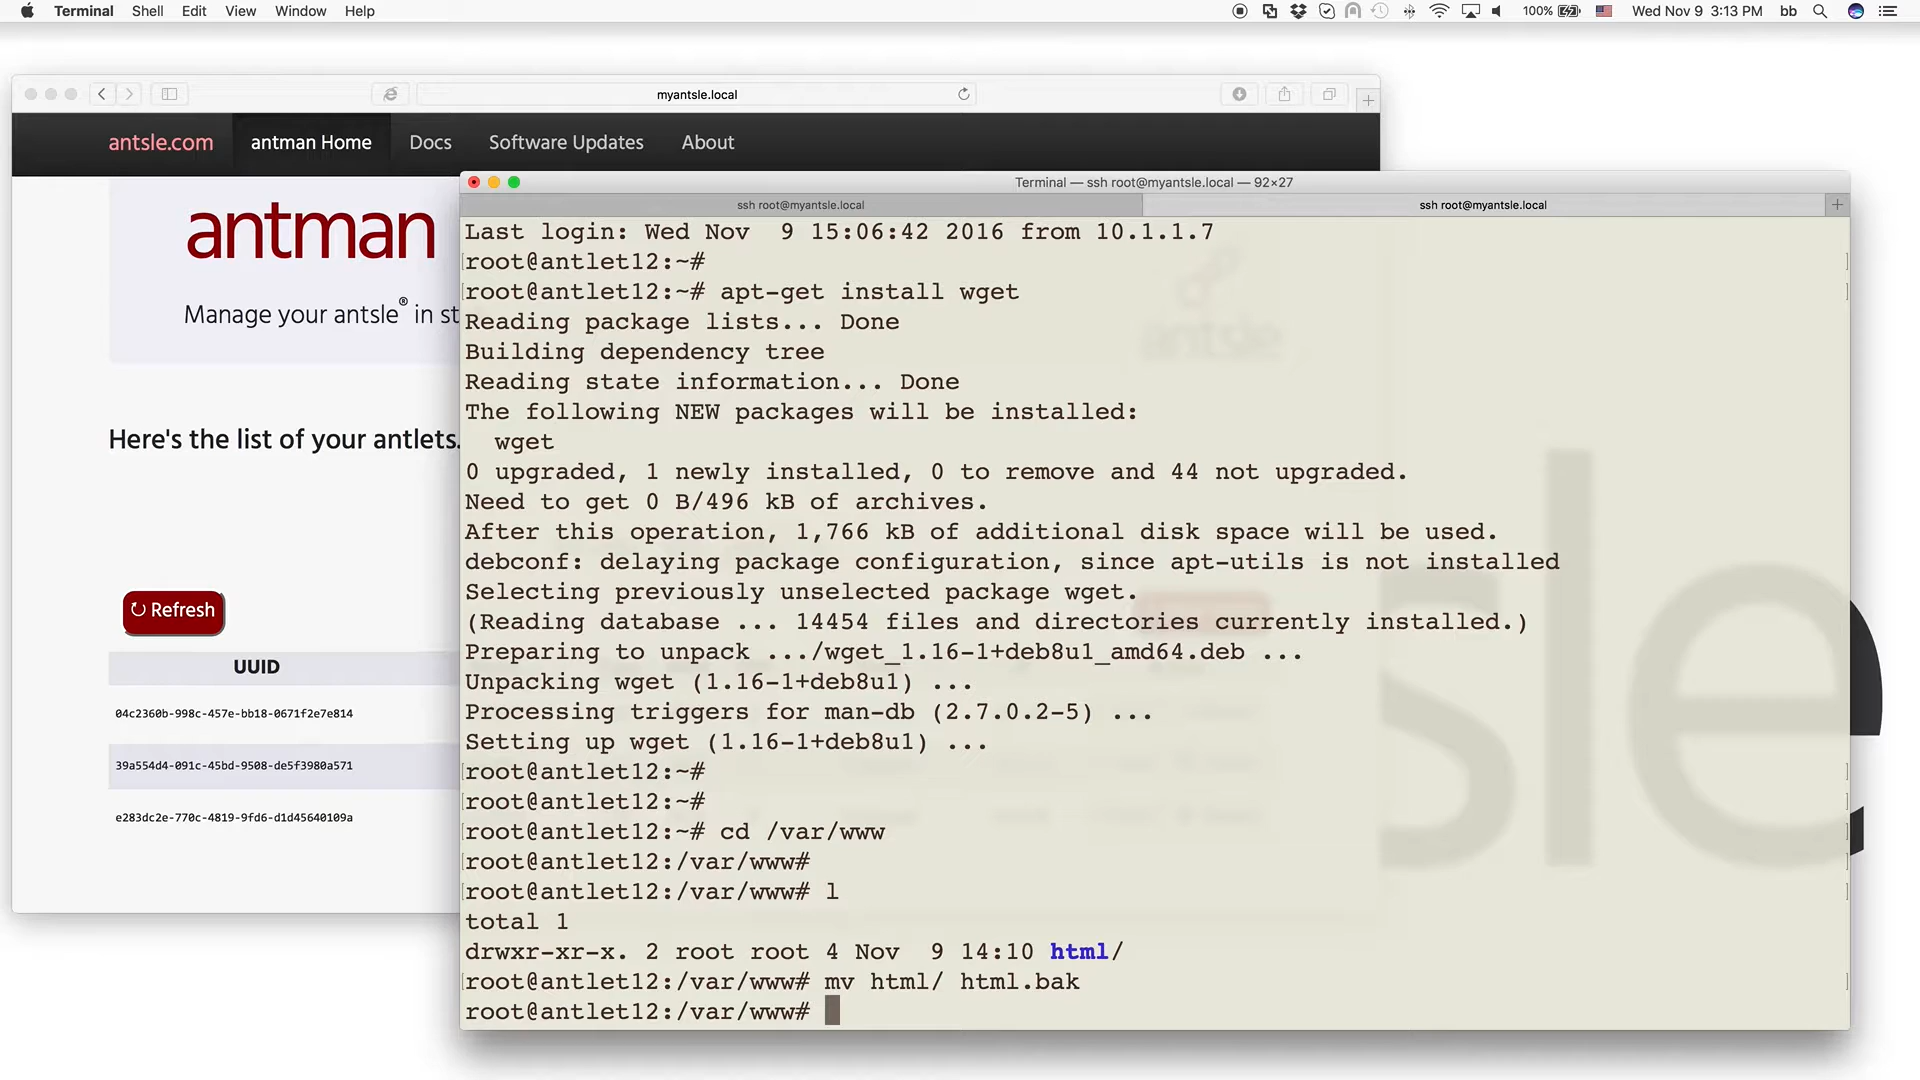 Terminal Shell Edit View Window Help 100% Wed Nov 9 3:13 PM bb
myantsle.local
antsle.com antman Home Docs Software Updates About
antman
Manage your antsle® in st
Here's the list of your antlets.
Refresh
UUID
04c2360b-998c-457e-bb18-0671f2e7e814
39a554d4-091c-45bd-9508-de5f3980a571
e283dc2e-770c-4819-9fd6-d1d45640109a
Terminal — ssh root@myantsle.local — 92×27
ssh root@myantsle.local ssh root@myantsle.local
Last login: Wed Nov  9 15:06:42 2016 from 10.1.1.7
root@antlet12:~#
root@antlet12:~# apt-get install wget
Reading package lists... Done
Building dependency tree
Reading state information... Done
The following NEW packages will be installed:
  wget
0 upgraded, 1 newly installed, 0 to remove and 44 not upgraded.
Need to get 0 B/496 kB of archives.
After this operation, 1,766 kB of additional disk space will be used.
debconf: delaying package configuration, since apt-utils is not installed
Selecting previously unselected package wget.
(Reading database ... 14454 files and directories currently installed.)
Preparing to unpack .../wget_1.16-1+deb8u1_amd64.deb ...
Unpacking wget (1.16-1+deb8u1) ...
Processing triggers for man-db (2.7.0.2-5) ...
Setting up wget (1.16-1+deb8u1) ...
root@antlet12:~#
root@antlet12:~#
root@antlet12:~# cd /var/www
root@antlet12:/var/www#
root@antlet12:/var/www# l
total 1
drwxr-xr-x. 2 root root 4 Nov  9 14:10 html/
root@antlet12:/var/www# mv html/ html.bak
root@antlet12:/var/www#
antsle
sle